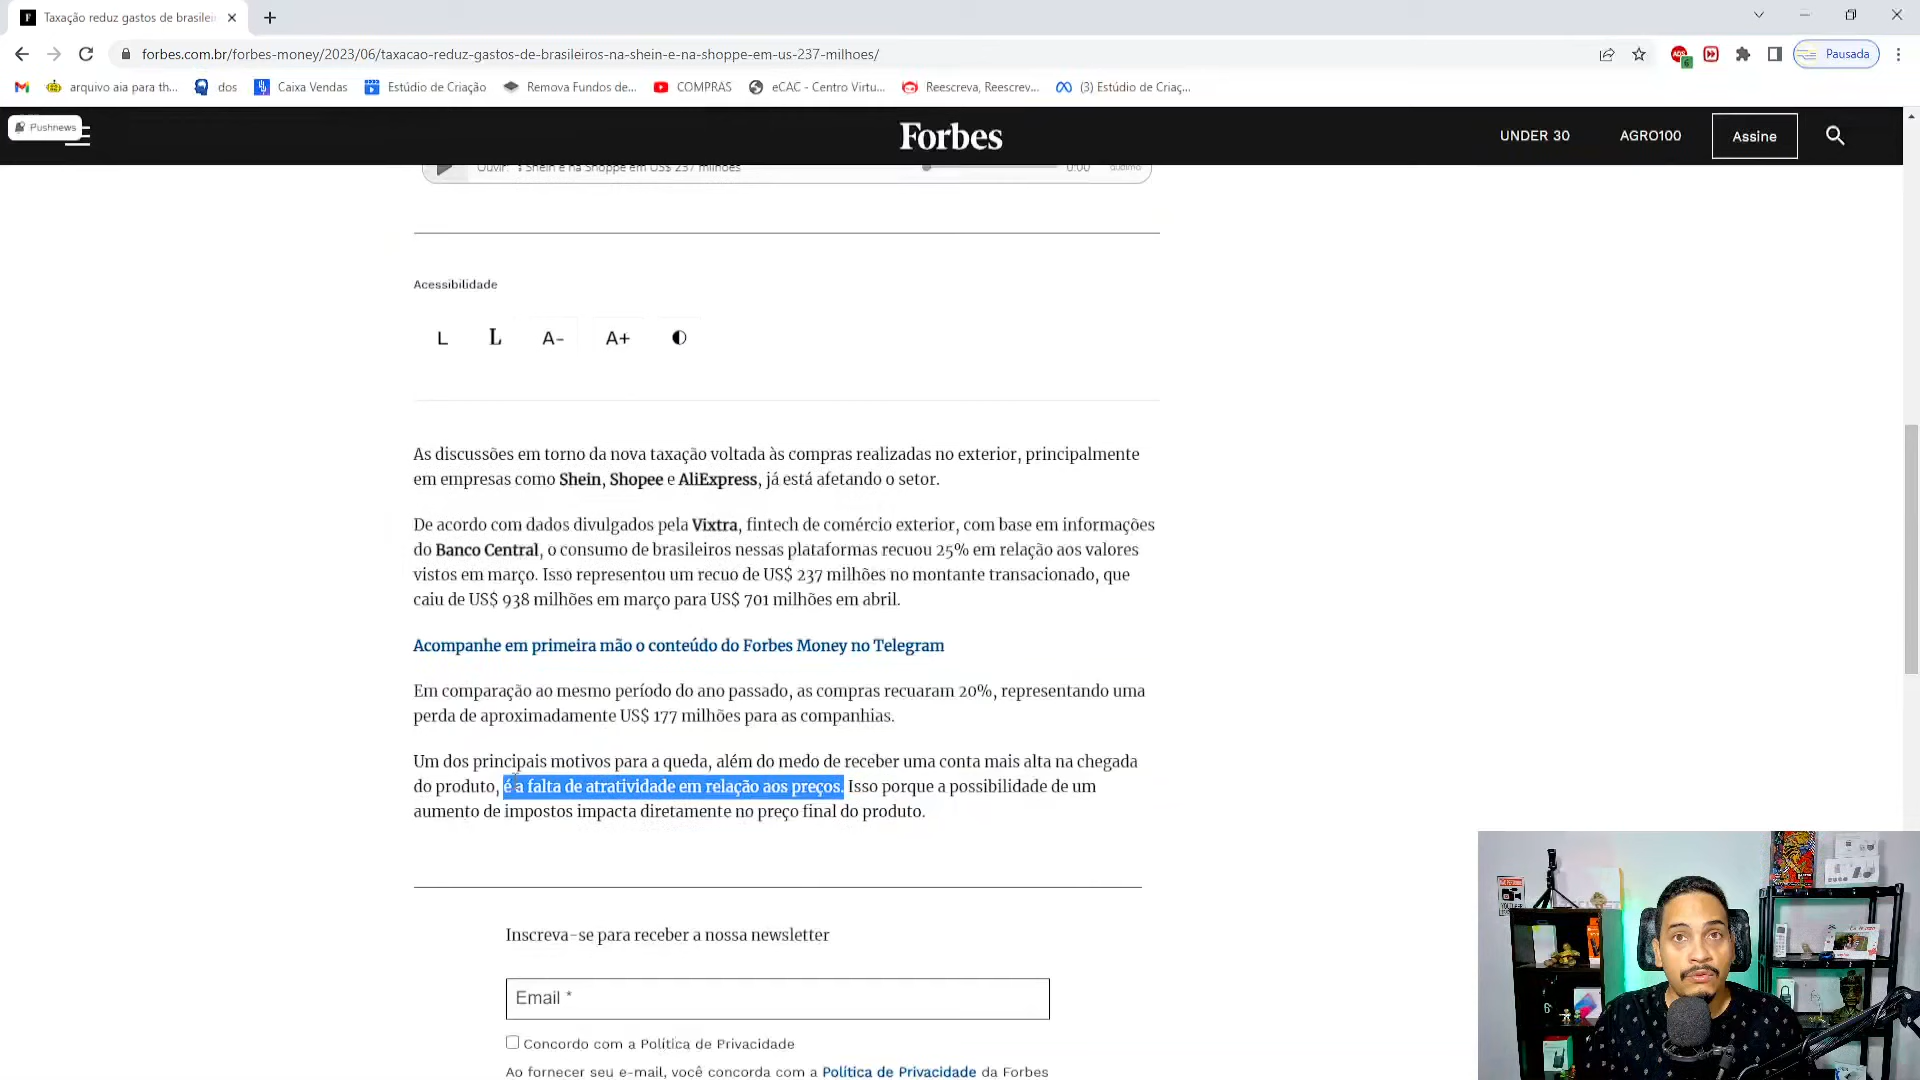 Taxação reduz gastos de brasilei
forbes.com.br/forbes-money/2023/06/taxacao-reduz-gastos-de-brasileiros-na-shein-e-na-shoppe-em-us-237-milhoes/
Pausada
arquivo aia para th... dos Caixa Vendas Estúdio de Criação Remova Fundos de... COMPRAS eCAC - Centro Virtu... Reescreva, Reescrev... (3) Estúdio de Criaç...
Pushnews
Forbes
UNDER 30 AGRO100 Assine
Ouvir: Shein e na Shoppe em US$ 237 milhões 0:00 audima
Acessibilidade
L L A- A+
As discussões em torno da nova taxação voltada às compras realizadas no exterior, principalmente
em empresas como Shein, Shopee e AliExpress, já está afetando o setor.
De acordo com dados divulgados pela Vixtra, fintech de comércio exterior, com base em informações
do Banco Central, o consumo de brasileiros nessas plataformas recuou 25% em relação aos valores
vistos em março. Isso representou um recuo de US$ 237 milhões no montante transacionado, que
caiu de US$ 938 milhões em março para US$ 701 milhões em abril.
Acompanhe em primeira mão o conteúdo do Forbes Money no Telegram
Em comparação ao mesmo período do ano passado, as compras recuaram 20%, representando uma
perda de aproximadamente US$ 177 milhões para as companhias.
Um dos principais motivos para a queda, além do medo de receber uma conta mais alta na chegada
do produto, é a falta de atratividade em relação aos preços. Isso porque a possibilidade de um
aumento de impostos impacta diretamente no preço final do produto.
Inscreva-se para receber a nossa newsletter
Email *
Concordo com a Política de Privacidade
Ao fornecer seu e-mail, você concorda com a Política de Privacidade da Forbes